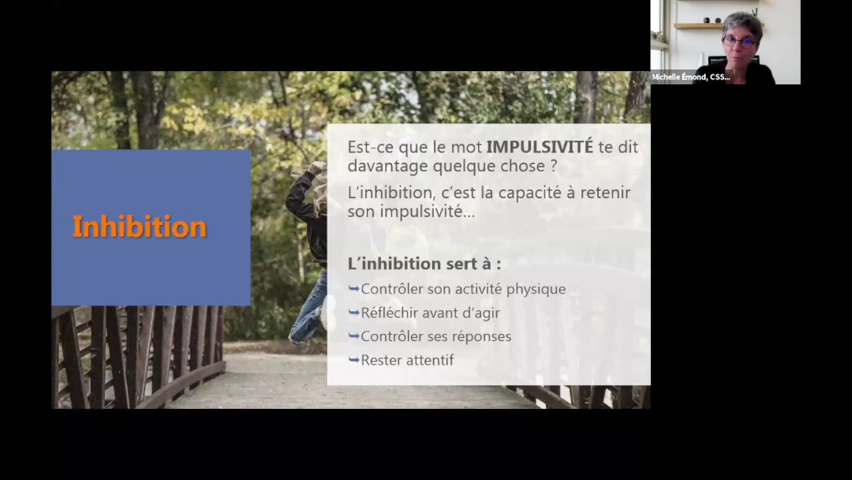 Michelle Émond, CSS...
Inhibition
Est-ce que le mot IMPULSIVITÉ te dit
davantage quelque chose ?
L'inhibition, c'est la capacité à retenir
son impulsivité...
L'inhibition sert à :
Contrôler son activité physique
Réfléchir avant d'agir
Contrôler ses réponses
Rester attentif